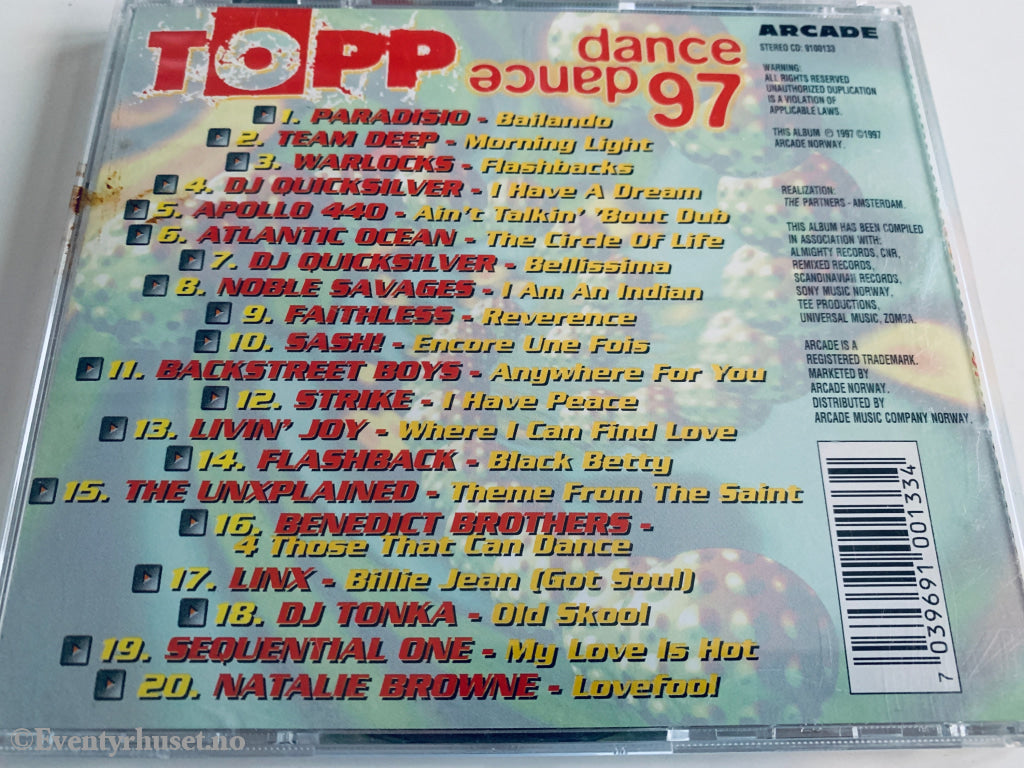 TOPP
dance
dance 97
1. PARADISIO - Bailando
2. TEAM DEEP - Morning Light
3. WARLOCKS - Flashbacks
4. DJ QUICKSILVER - I Have A Dream
5. APOLLO 440 - Ain't Talkin' 'Bout Dub
6. ATLANTIC OCEAN - The Circle Of Life
7. DJ QUICKSILVER - Bellissima
8. NOBLE SAVAGES - I Am An Indian
9. FAITHLESS - Reverence
10. SASH! - Encore Une Fois
11. BACKSTREET BOYS - Anywhere For You
12. STRIKE - I Have Peace
13. LIVIN' JOY - Where I Can Find Love
14. FLASHBACK - Black Betty
15. THE UNXPLAINED - Theme From The Saint
16. BENEDICT BROTHERS -
4 Those That Can Dance
17. LINX - Billie Jean (Got Soul)
18. DJ TONKA - Old Skool
19. SEQUENTIAL ONE - My Love Is Hot
20. NATALIE BROWNE - Lovefool
ARCADE
STEREO CD: 9100133
WARNING:
ALL RIGHTS RESERVED
UNAUTHORIZED DUPLICATION
IS A VIOLATION OF
APPLICABLE LAWS.
THIS ALBUM ℗ 1997 ©1997
ARCADE NORWAY.
REALIZATION:
THE PARTNERS - AMSTERDAM.
THIS ALBUM HAS BEEN COMPILED
IN ASSOCIATION WITH:
ALMIGHTY RECORDS, CNR,
REMIXED RECORDS,
SCANDINAVIAN RECORDS,
SONY MUSIC NORWAY,
TEE PRODUCTIONS,
UNIVERSAL MUSIC, ZOMBA.
ARCADE IS A
REGISTERED TRADEMARK.
MARKETED BY
ARCADE NORWAY.
DISTRIBUTED BY
ARCADE MUSIC COMPANY NORWAY.
7 039691 001334
©Eventyrhuset.no